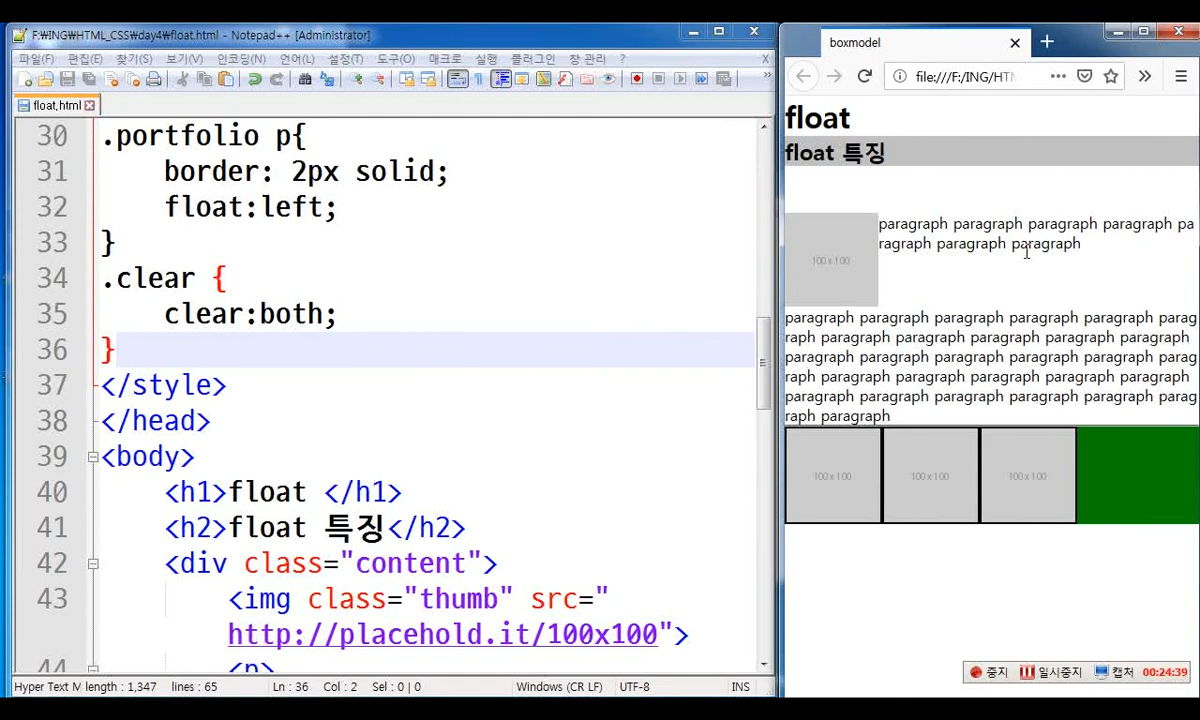 F:₩ING₩HTML_CSS₩day4₩float.html - Notepad++ [Administrator]
파일(F) 편집(E) 찾기(S) 보기(V) 인코딩(N) 언어(L) 설정(T) 도구(O) 매크로 실행 플러그인 창 관리 ? X
float,html
30 .portfolio p{
31 border: 2px solid;
32 float:left;
33 }
34 .clear {
35 clear:both;
36 }
37 </style>
38 </head>
39 <body>
40 <h1>float </h1>
41 <h2>float 특징</h2>
42 <div class="content">
43 <img class="thumb" src="
http://placehold.it/100x100">
44 <p>
Hyper Text M length : 1,347 lines : 65 Ln : 36 Col : 2 Sel : 0 | 0 Windows (CR LF) UTF-8 INS
boxmodel
file:///F:/ING/HTM
float
float 특징
100 x 100
paragraph paragraph paragraph paragraph pa
ragraph paragraph paragraph
paragraph paragraph paragraph paragraph paragraph parag
raph paragraph paragraph paragraph paragraph paragraph
paragraph paragraph paragraph paragraph paragraph parag
raph paragraph paragraph paragraph paragraph paragraph
paragraph paragraph paragraph paragraph paragraph parag
raph paragraph
100 x 100 100 x 100 100 x 100
중지 일시중지 캡처 00:24:39